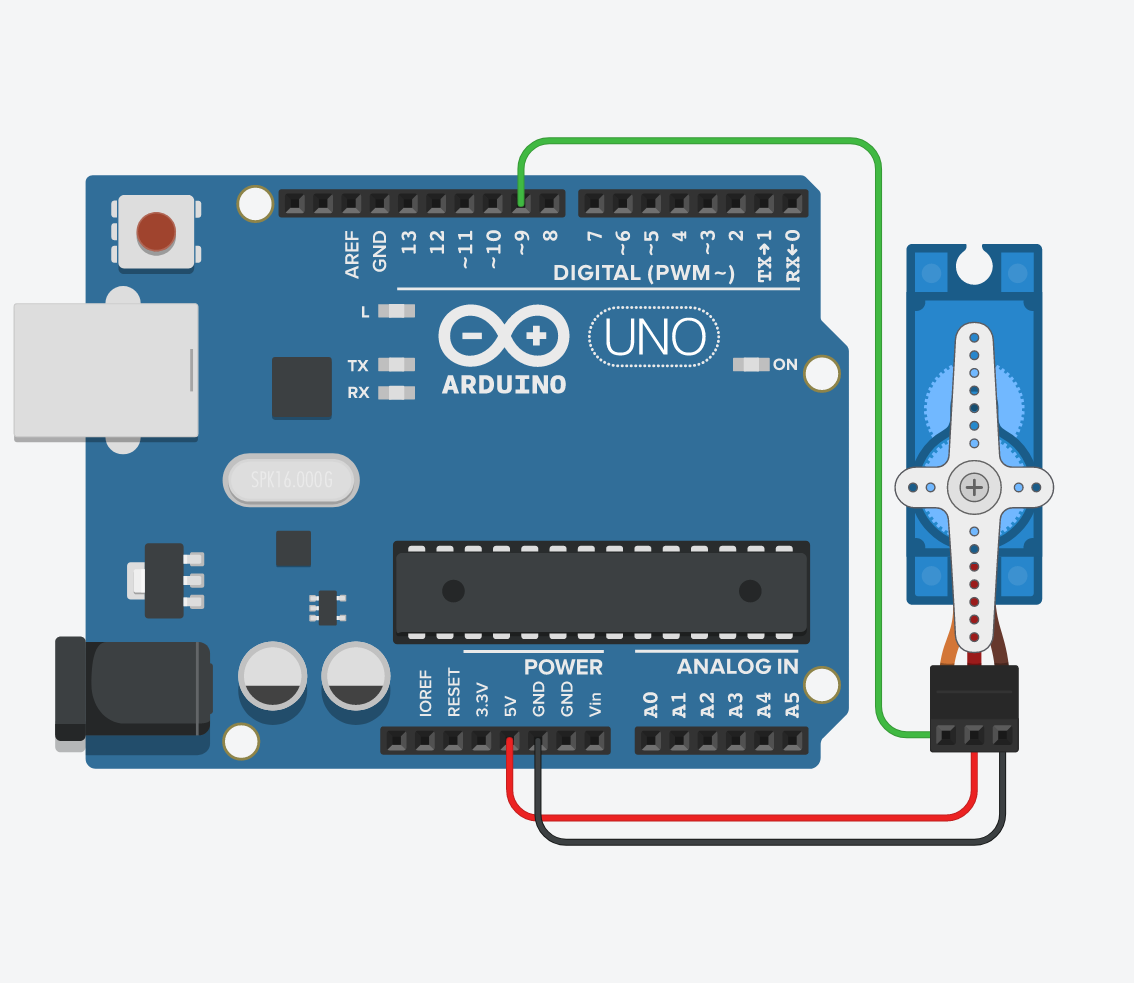 AREF
GND
13
12
~11
~10
~9
8
7
~6
~5
4
~3
2
TX→1
RX←0
DIGITAL (PWM~)
L
TX
RX
ARDUINO
UNO
ON
SPK16.000G
POWER
ANALOG IN
IOREF
RESET
3.3V
5V
GND
GND
Vin
A0
A1
A2
A3
A4
A5